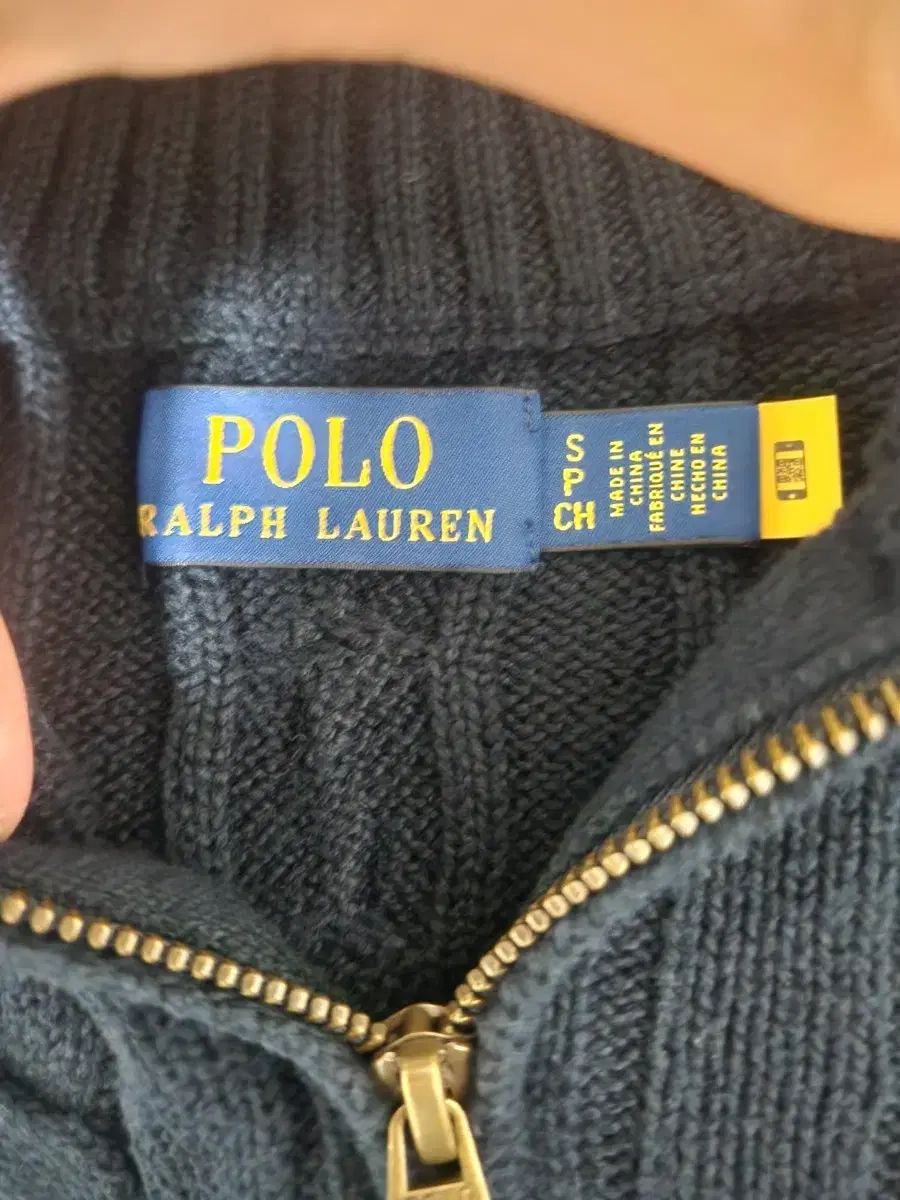 POLO
RALPH LAUREN
S
P
CH
MADE IN
CHINA
FABRIQUÉ EN
CHINE
HECHO EN
CHINA